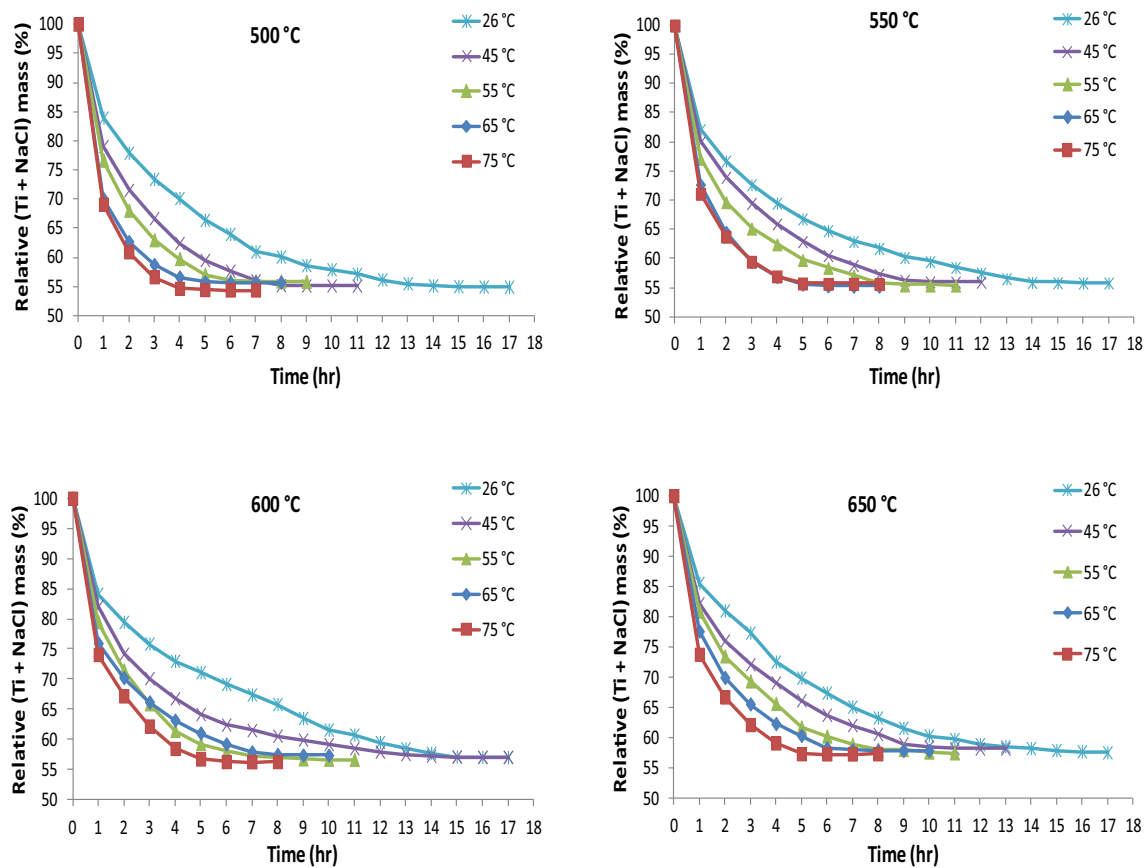 500 °C
Relative (Ti + NaCl) mass (%)
100
95
90
85
80
75
70
65
60
55
50
0 1 2 3 4 5 6 7 8 9 10 11 12 13 14 15 16 17 18
Time (hr)
26 °C
45 °C
55 °C
65 °C
75 °C
550 °C
Relative (Ti + NaCl) mass (%)
100
95
90
85
80
75
70
65
60
55
50
0 1 2 3 4 5 6 7 8 9 10 11 12 13 14 15 16 17 18
Time (hr)
26 °C
45 °C
55 °C
65 °C
75 °C
600 °C
Relative (Ti + NaCl) mass (%)
100
95
90
85
80
75
70
65
60
55
50
0 1 2 3 4 5 6 7 8 9 10 11 12 13 14 15 16 17 18
Time (hr)
26 °C
45 °C
55 °C
65 °C
75 °C
650 °C
Relative (Ti + NaCl) mass (%)
100
95
90
85
80
75
70
65
60
55
50
0 1 2 3 4 5 6 7 8 9 10 11 12 13 14 15 16 17 18
Time (hr)
26 °C
45 °C
55 °C
65 °C
75 °C